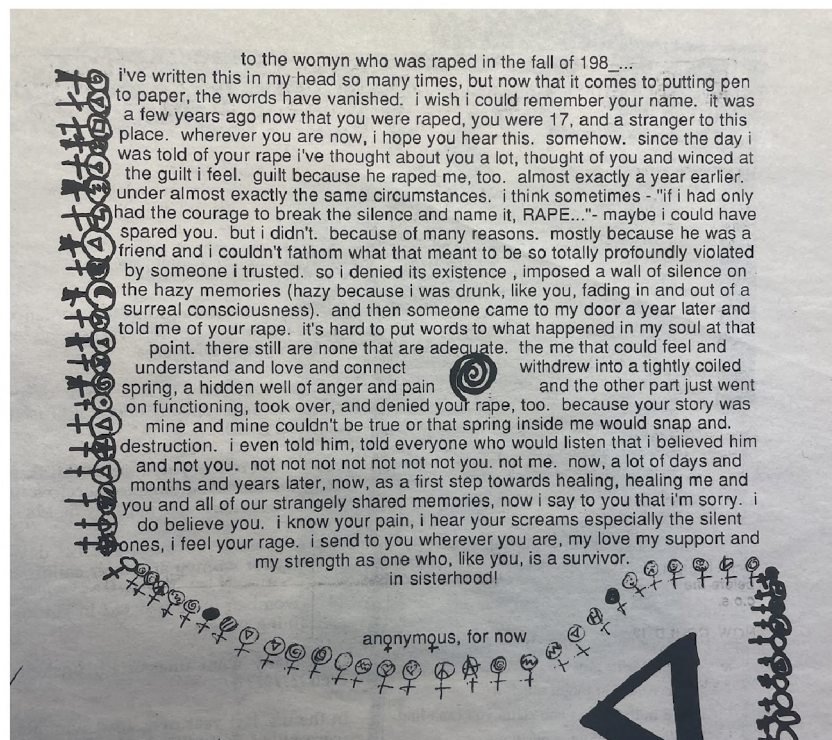 to the womyn who was raped in the fall of 198_...
i've written this in my head so many times, but now that it comes to putting pen
to paper, the words have vanished. i wish i could remember your name. it was
a few years ago now that you were raped, you were 17, and a stranger to this
place. wherever you are now, i hope you hear this. somehow. since the day i
was told of your rape i've thought about you a lot, thought of you and winced at
the guilt i feel. guilt because he raped me, too. almost exactly a year earlier.
under almost exactly the same circumstances. i think sometimes - "if i had only
had the courage to break the silence and name it, RAPE..."- maybe i could have
spared you. but i didn't. because of many reasons. mostly because he was a
friend and i couldn't fathom what that meant to be so totally profoundly violated
by someone i trusted. so i denied its existence , imposed a wall of silence on
the hazy memories (hazy because i was drunk, like you, fading in and out of a
surreal consciousness). and then someone came to my door a year later and
told me of your rape. it's hard to put words to what happened in my soul at that
point. there still are none that are adequate. the me that could feel and
understand and love and connect withdrew into a tightly coiled
spring, a hidden well of anger and pain and the other part just went
on functioning, took over, and denied your rape, too. because your story was
mine and mine couldn't be true or that spring inside me would snap and.
destruction. i even told him, told everyone who would listen that i believed him
and not you. not not not not not not not you. not me. now, a lot of days and
months and years later, now, as a first step towards healing, healing me and
you and all of our strangely shared memories, now i say to you that i'm sorry. i
do believe you. i know your pain, i hear your screams especially the silent
ones, i feel your rage. i send to you wherever you are, my love my support and
my strength as one who, like you, is a survivor.
in sisterhood!
anonymous, for now